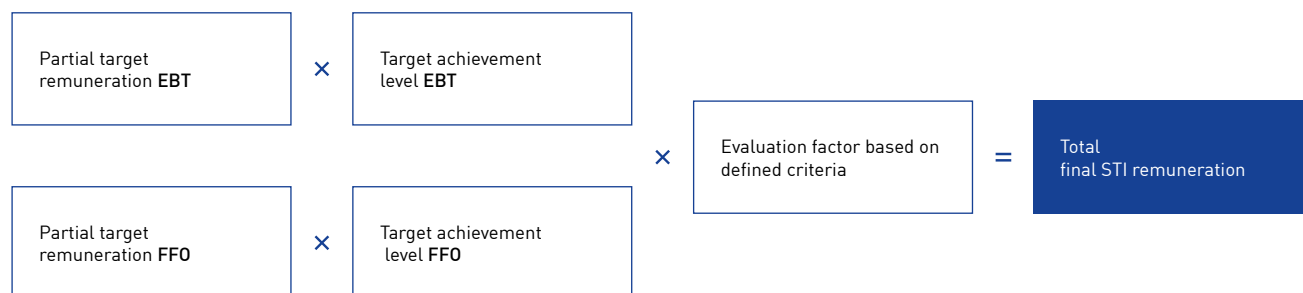 Partial target
remuneration EBT
×
Target achievement
level EBT
×
Evaluation factor based on
defined criteria
=
Total
final STI remuneration
Partial target
remuneration FFO
×
Target achievement
level FFO